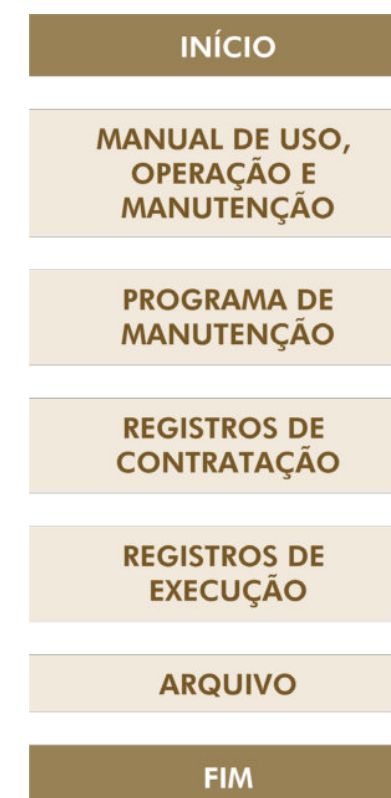 INÍCIO
MANUAL DE USO,
OPERAÇÃO E
MANUTENÇÃO
PROGRAMA DE
MANUTENÇÃO
REGISTROS DE
CONTRATAÇÃO
REGISTROS DE
EXECUÇÃO
ARQUIVO
FIM